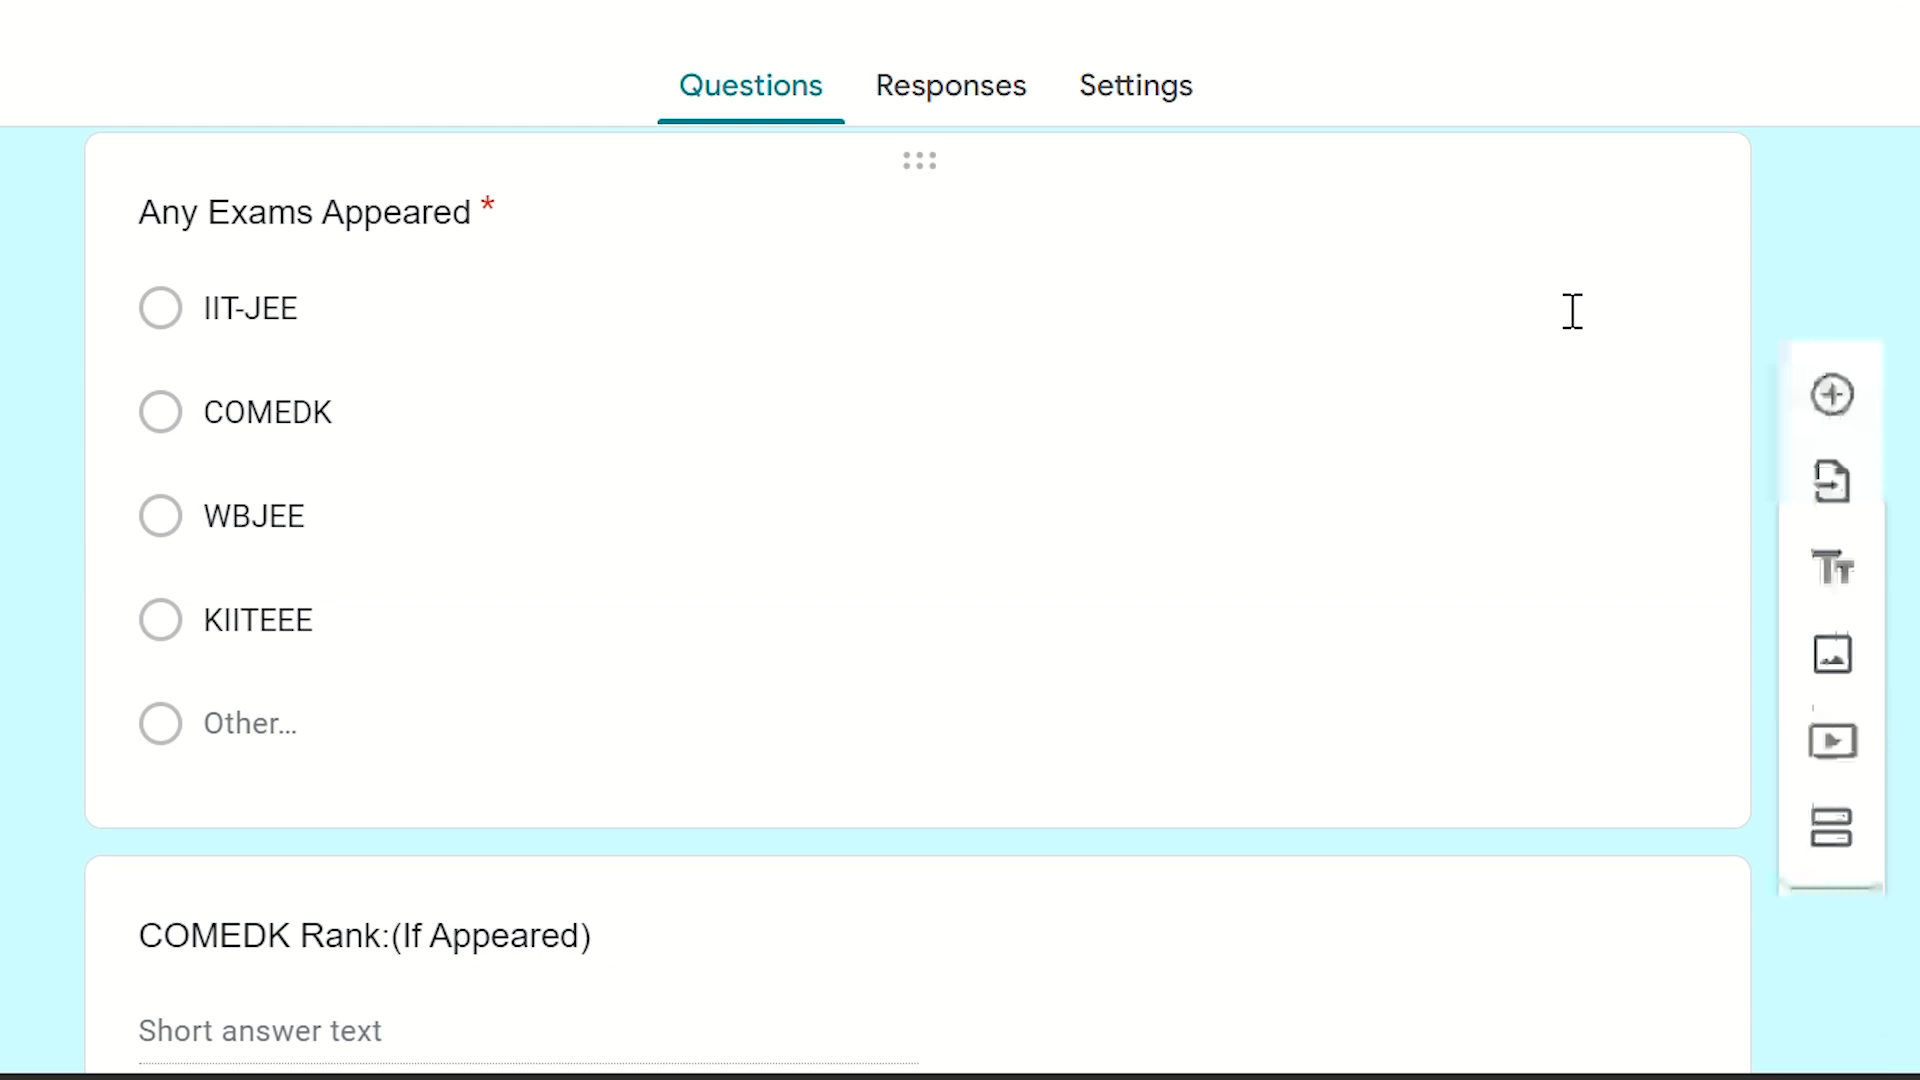 Questions Responses Settings
Any Exams Appeared *
IIT-JEE
COMEDK
WBJEE
KIITEEE
Other...
COMEDK Rank:(If Appeared)
Short answer text